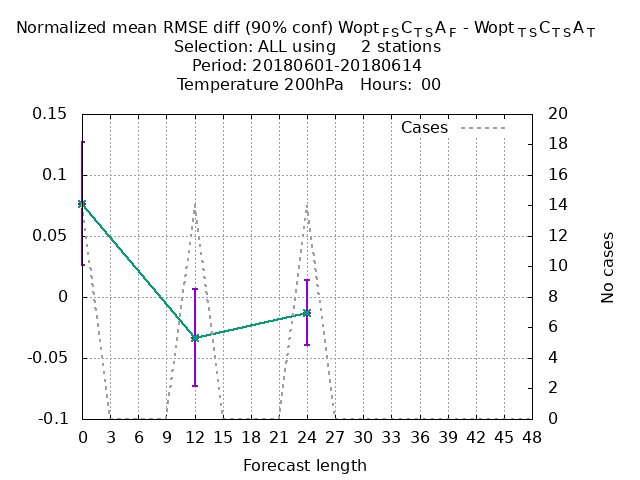 Normalized mean RMSE diff (90% conf) Wopt FS C TS A F - Wopt TS C TS A T
Selection: ALL using 2 stations
Period: 20180601-20180614
Temperature 200hPa Hours: 00
Cases
0.15
0.1
0.05
0
-0.05
-0.1
20
18
16
14
12
10
8
6
4
2
0
No cases
0 3 6 9 12 15 18 21 24 27 30 33 36 39 42 45 48
Forecast length